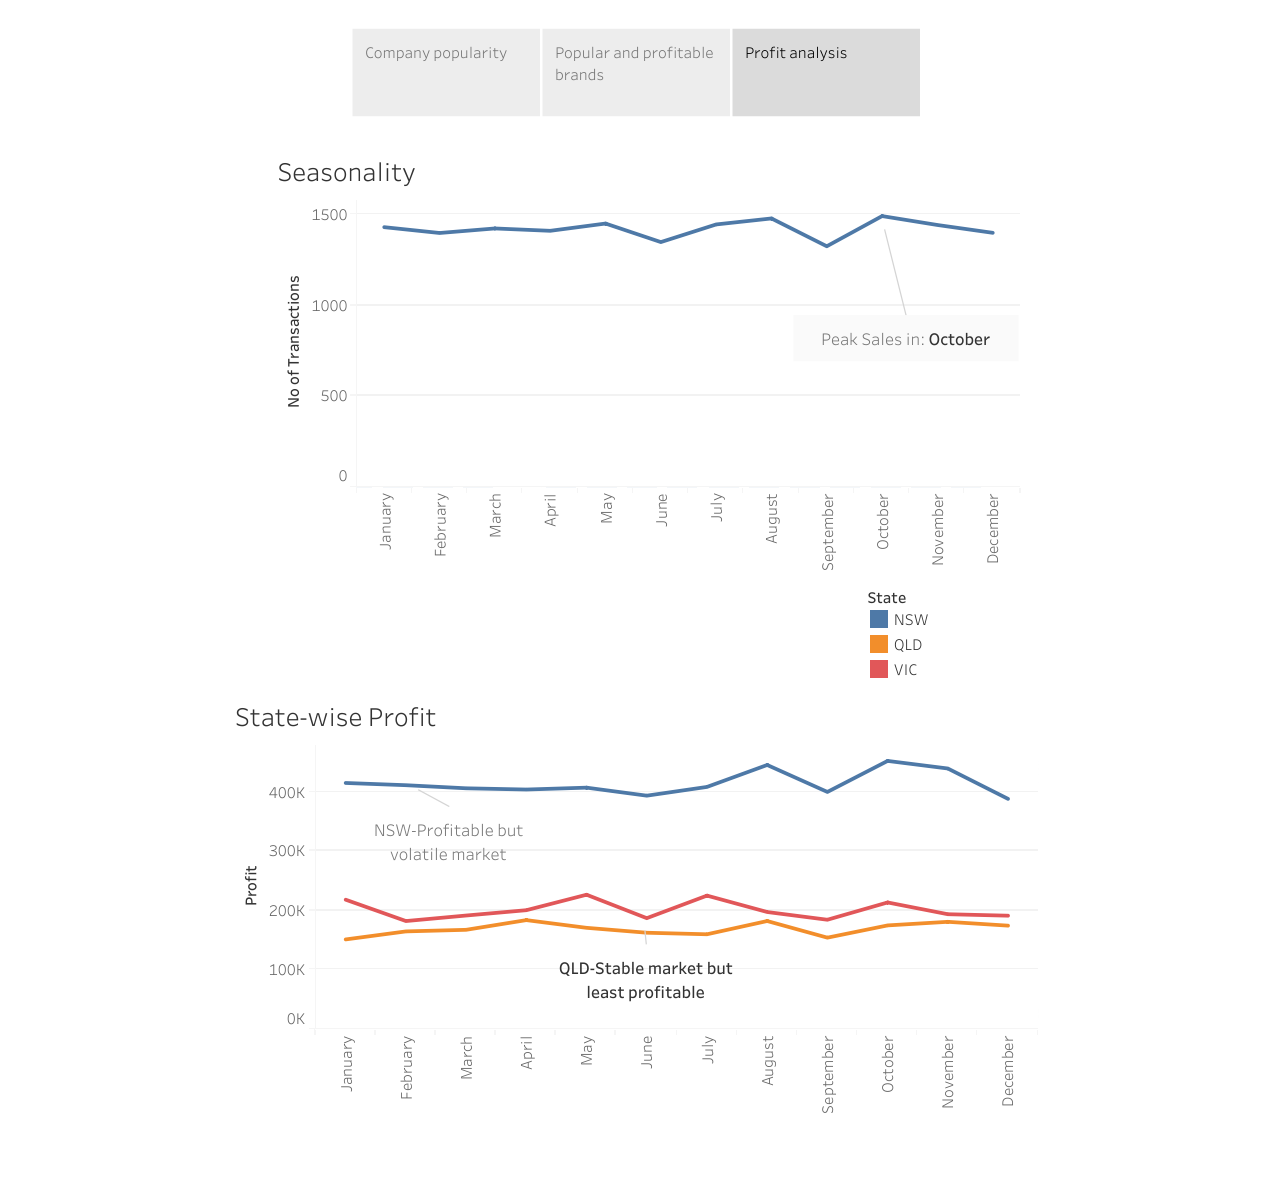 Company popularity
Popular and profitable
brands
Profit analysis
Seasonality
No of Transactions
1500
1000
500
0
Peak Sales in: October
January
February
March
April
May
June
July
August
September
October
November
December
State
NSW
QLD
VIC
State-wise Profit
Profit
400K
300K
200K
100K
0K
NSW-Profitable but
volatile market
QLD-Stable market but
least profitable
January
February
March
April
May
June
July
August
September
October
November
December